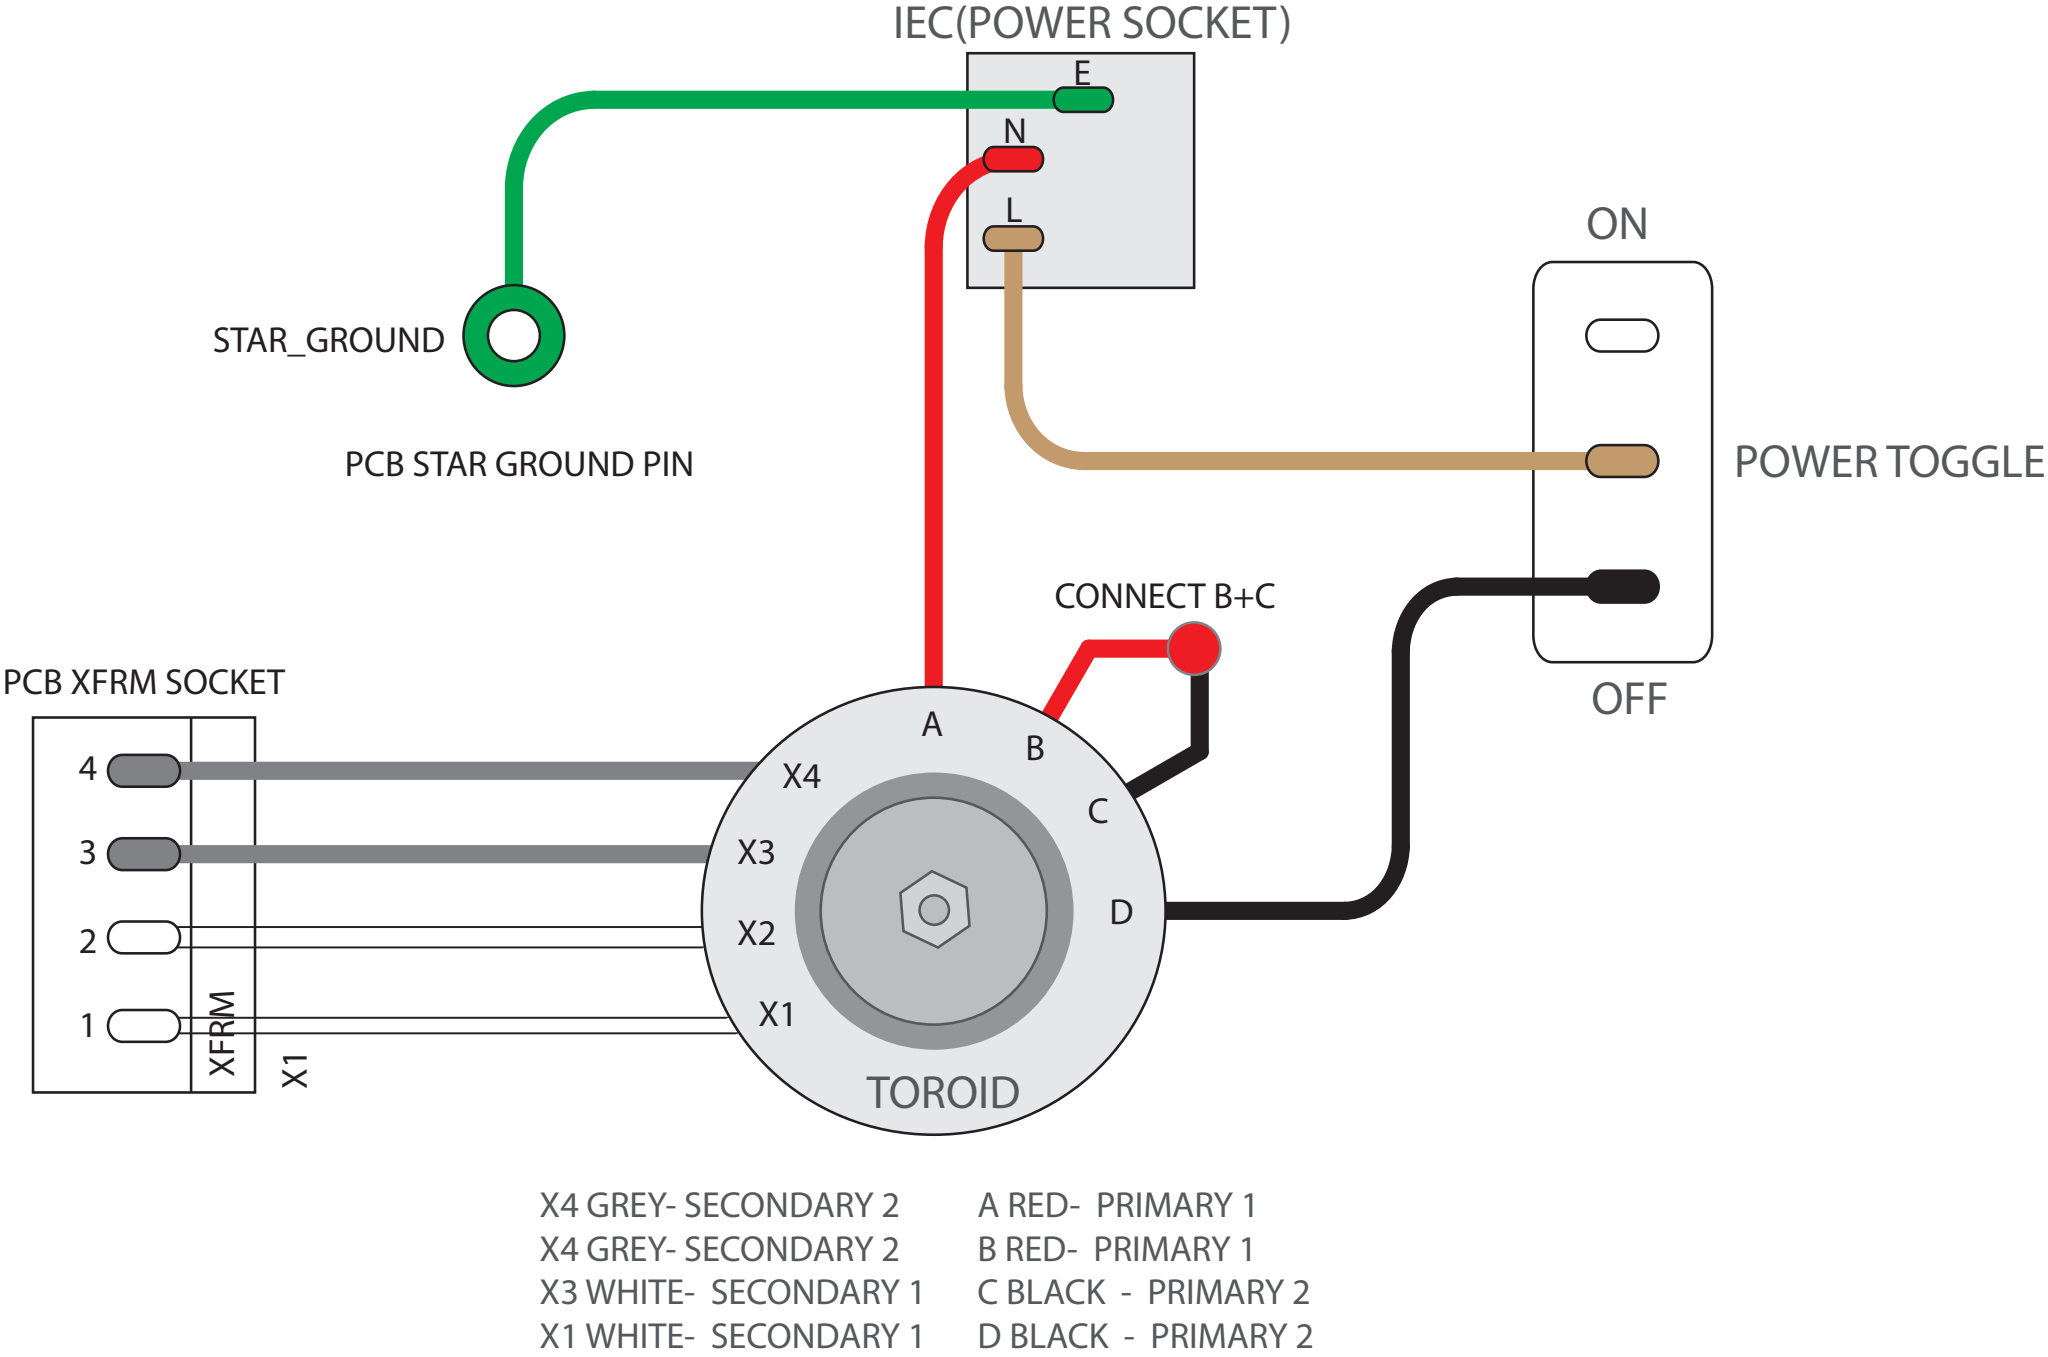 IEC(POWER SOCKET)
E
N
L
ON
STAR_GROUND
PCB STAR GROUND PIN
POWER TOGGLE
CONNECT B+C
OFF
PCB XFRM SOCKET
4
3
2
1
XFRM
X1
A
B
C
D
X4
X3
X2
X1
TOROID
X4 GREY- SECONDARY 2
X4 GREY- SECONDARY 2
X3 WHITE- SECONDARY 1
X1 WHITE- SECONDARY 1
A RED- PRIMARY 1
B RED- PRIMARY 1
C BLACK - PRIMARY 2
D BLACK - PRIMARY 2